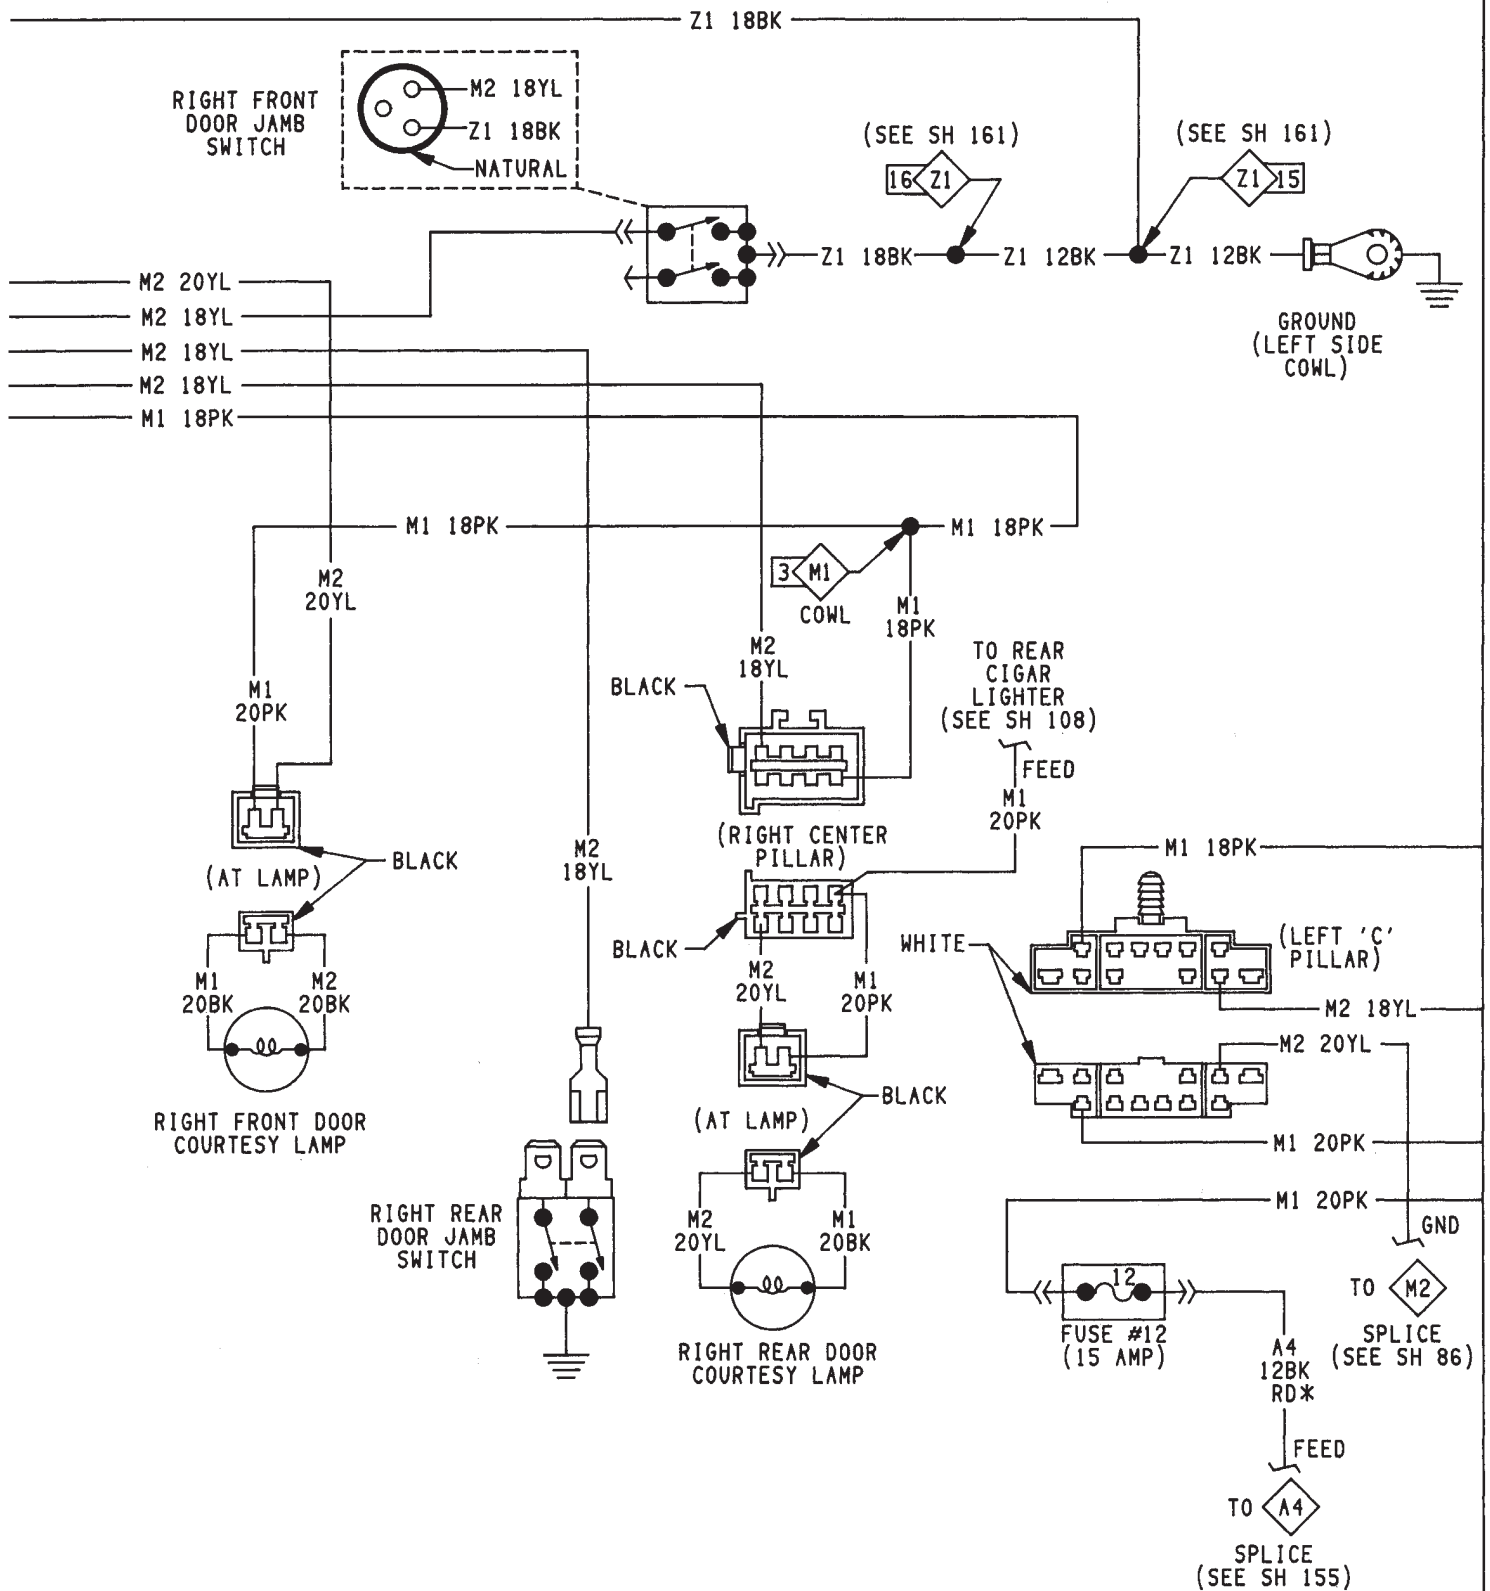 Z1 18BK
RIGHT FRONT
DOOR JAMB
SWITCH
M2 18YL
Z1 18BK
NATURAL
(SEE SH 161)
16 Z1
(SEE SH 161)
Z1 15
Z1 18BK
Z1 12BK
Z1 12BK
GROUND
(LEFT SIDE
COWL)
M2 20YL
M2 18YL
M2 18YL
M2 18YL
M1 18PK
M1 18PK
M1 18PK
3 M1
COWL
M2
20YL
M1
18PK
M2
18YL
TO REAR
CIGAR
LIGHTER
(SEE SH 108)
FEED
M1
20PK
BLACK
M1
20PK
(RIGHT CENTER
PILLAR)
BLACK
(AT LAMP)
BLACK
M2
18YL
M1 18PK
WHITE
(LEFT 'C'
PILLAR)
M2 18YL
M2 20YL
M1 20PK
M1
20BK
M2
20BK
M2
20YL
M1
20PK
BLACK
(AT LAMP)
RIGHT FRONT DOOR
COURTESY LAMP
RIGHT REAR
DOOR JAMB
SWITCH
M2
20YL
M1
20BK
RIGHT REAR DOOR
COURTESY LAMP
M1 20PK
GND
TO M2
SPLICE
(SEE SH 86)
12
FUSE #12
(15 AMP)
A4
12BK
RD*
FEED
TO A4
SPLICE
(SEE SH 155)